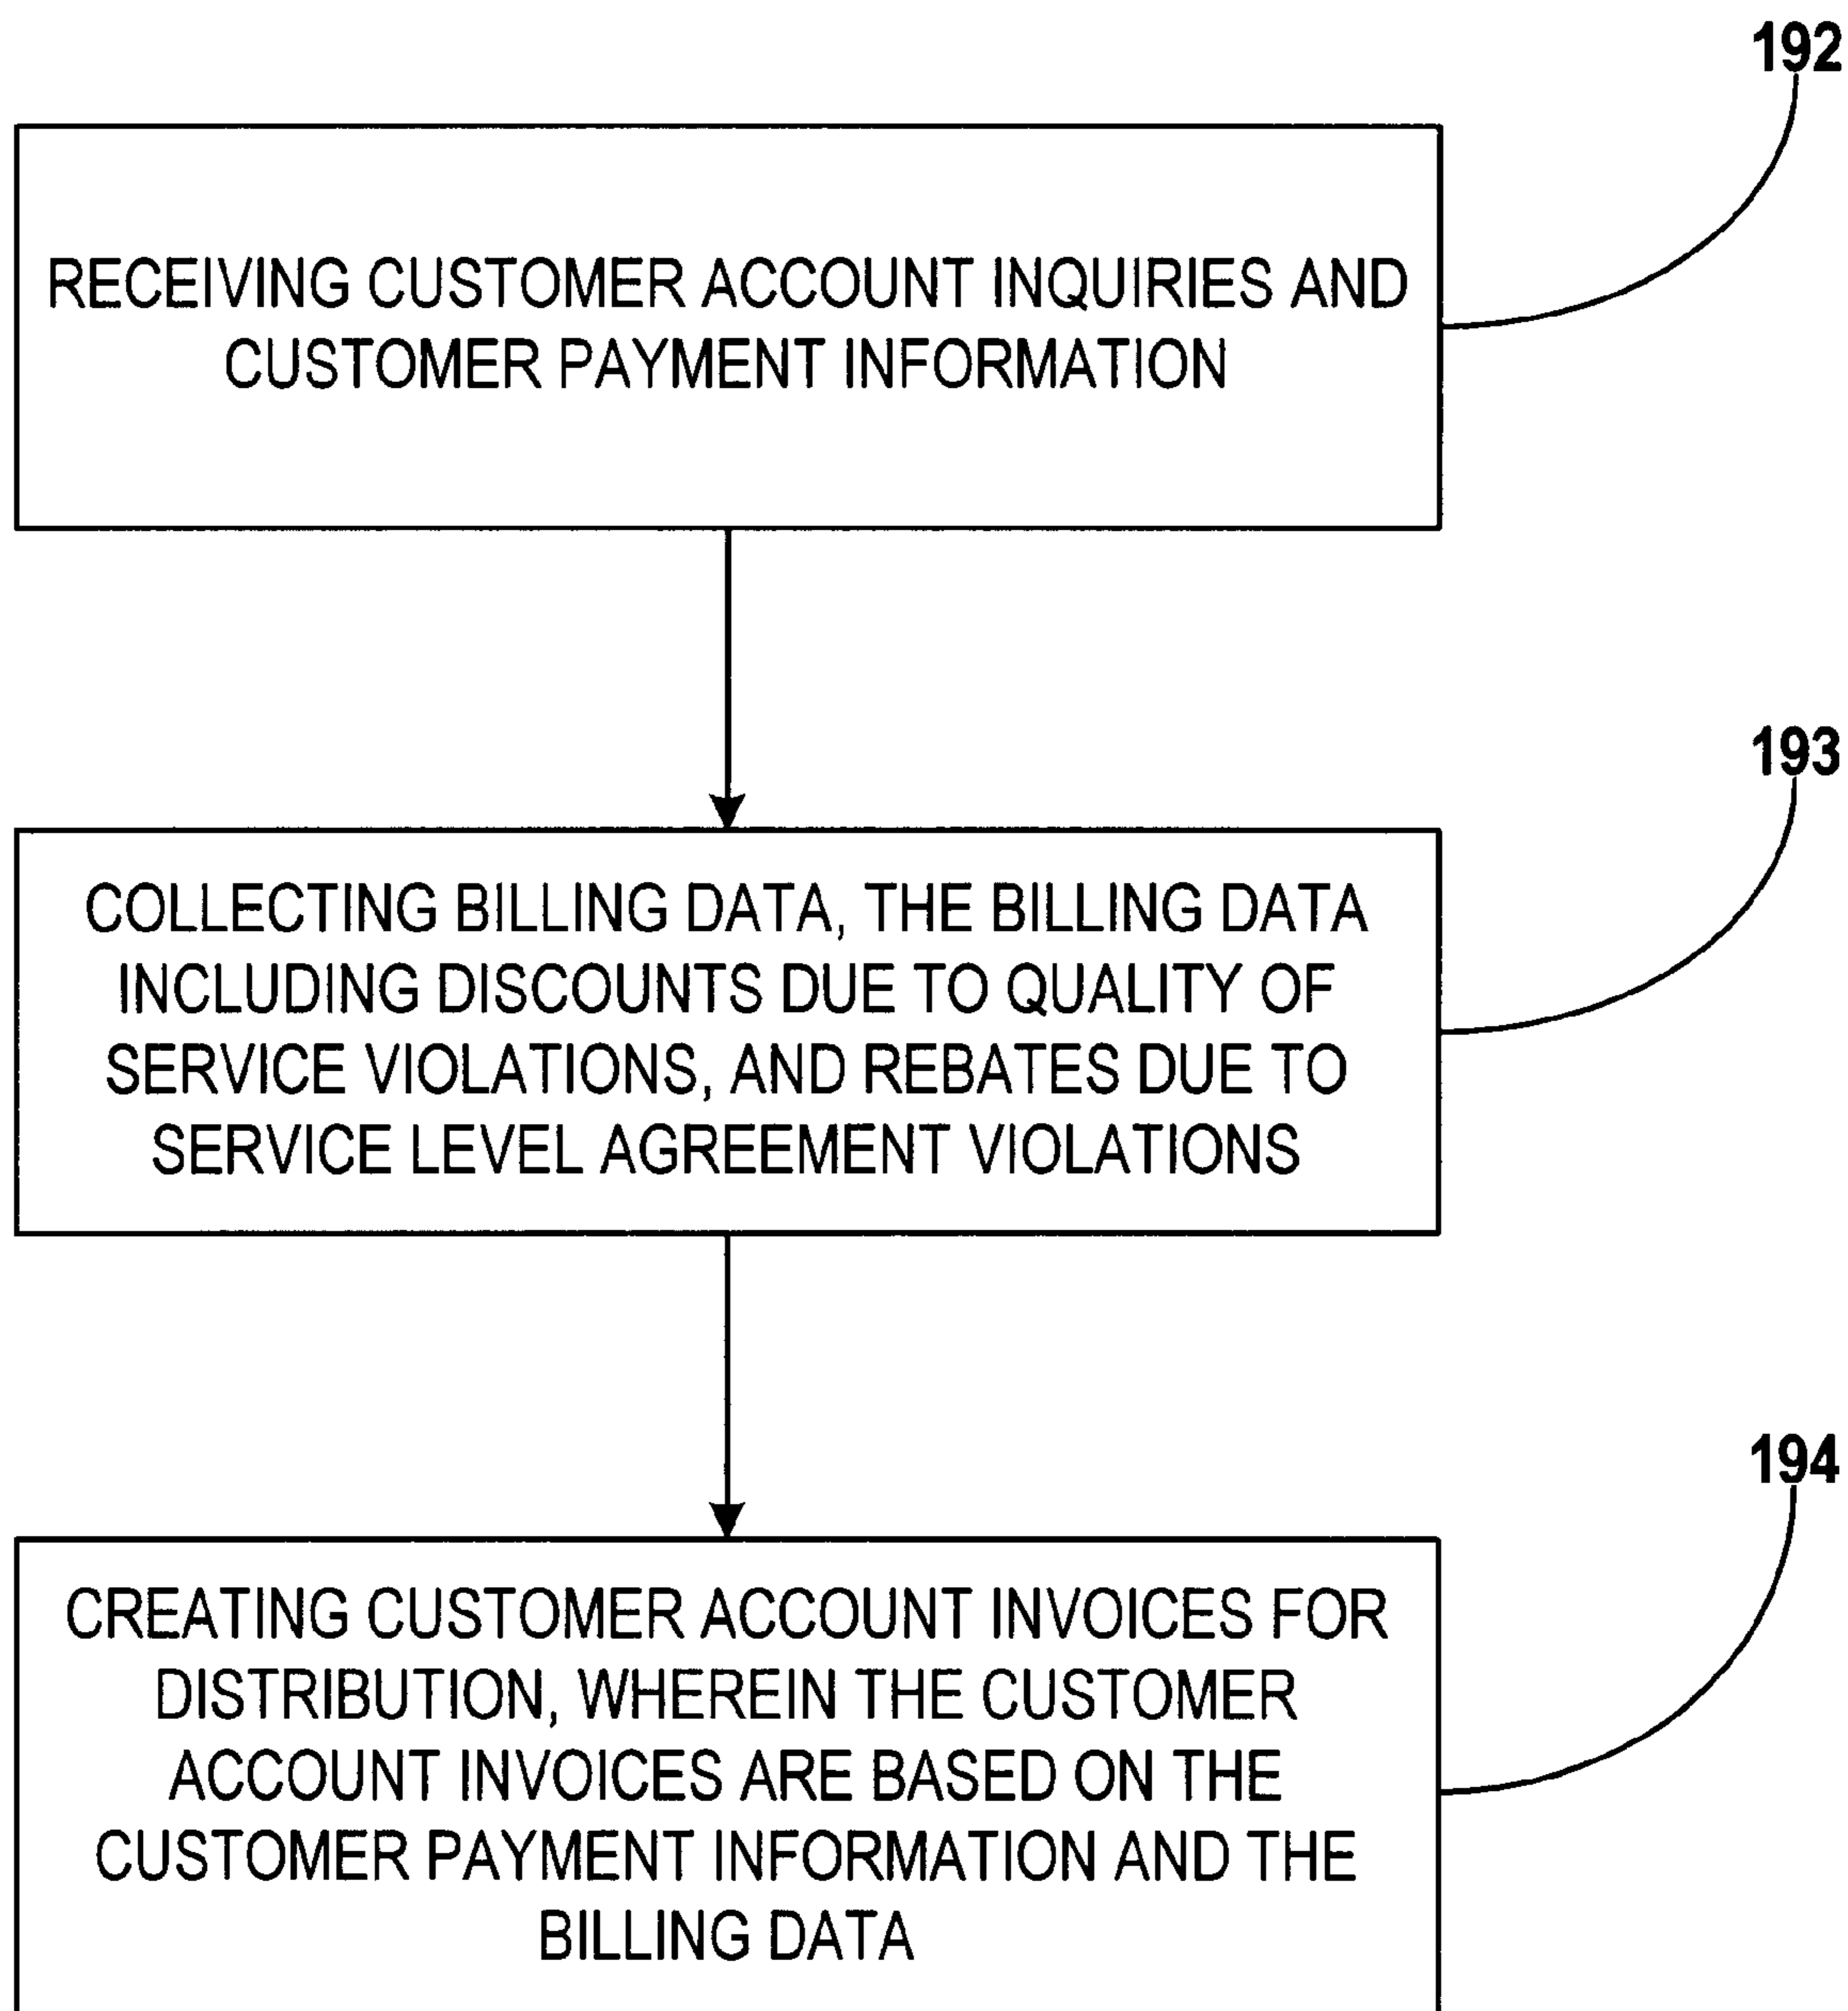 192
RECEIVING CUSTOMER ACCOUNT INQUIRIES AND
CUSTOMER PAYMENT INFORMATION
193
COLLECTING BILLING DATA, THE BILLING DATA
INCLUDING DISCOUNTS DUE TO QUALITY OF
SERVICE VIOLATIONS, AND REBATES DUE TO
SERVICE LEVEL AGREEMENT VIOLATIONS
194
CREATING CUSTOMER ACCOUNT INVOICES FOR
DISTRIBUTION, WHEREIN THE CUSTOMER
ACCOUNT INVOICES ARE BASED ON THE
CUSTOMER PAYMENT INFORMATION AND THE
BILLING DATA